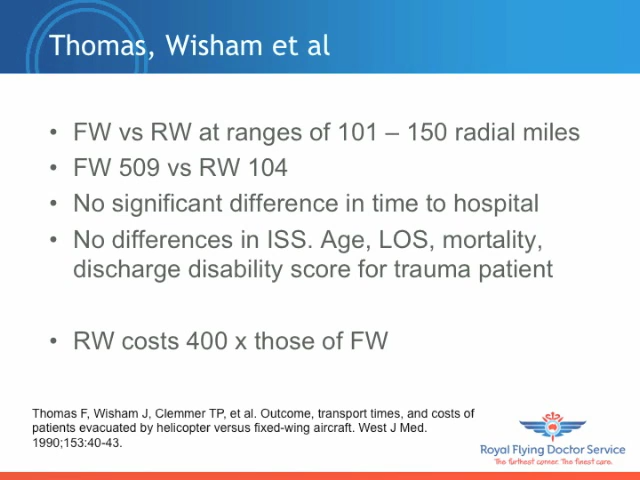 Thomas, Wisham et al
• FW vs RW at ranges of 101 – 150 radial miles
• FW 509 vs RW 104
• No significant difference in time to hospital
• No differences in ISS. Age, LOS, mortality,
discharge disability score for trauma patient
• RW costs 400 x those of FW
Thomas F, Wisham J, Clemmer TP, et al. Outcome, transport times, and costs of
patients evacuated by helicopter versus fixed-wing aircraft. West J Med.
1990;153:40-43.
Royal Flying Doctor Service
The furthest corner. The finest care.